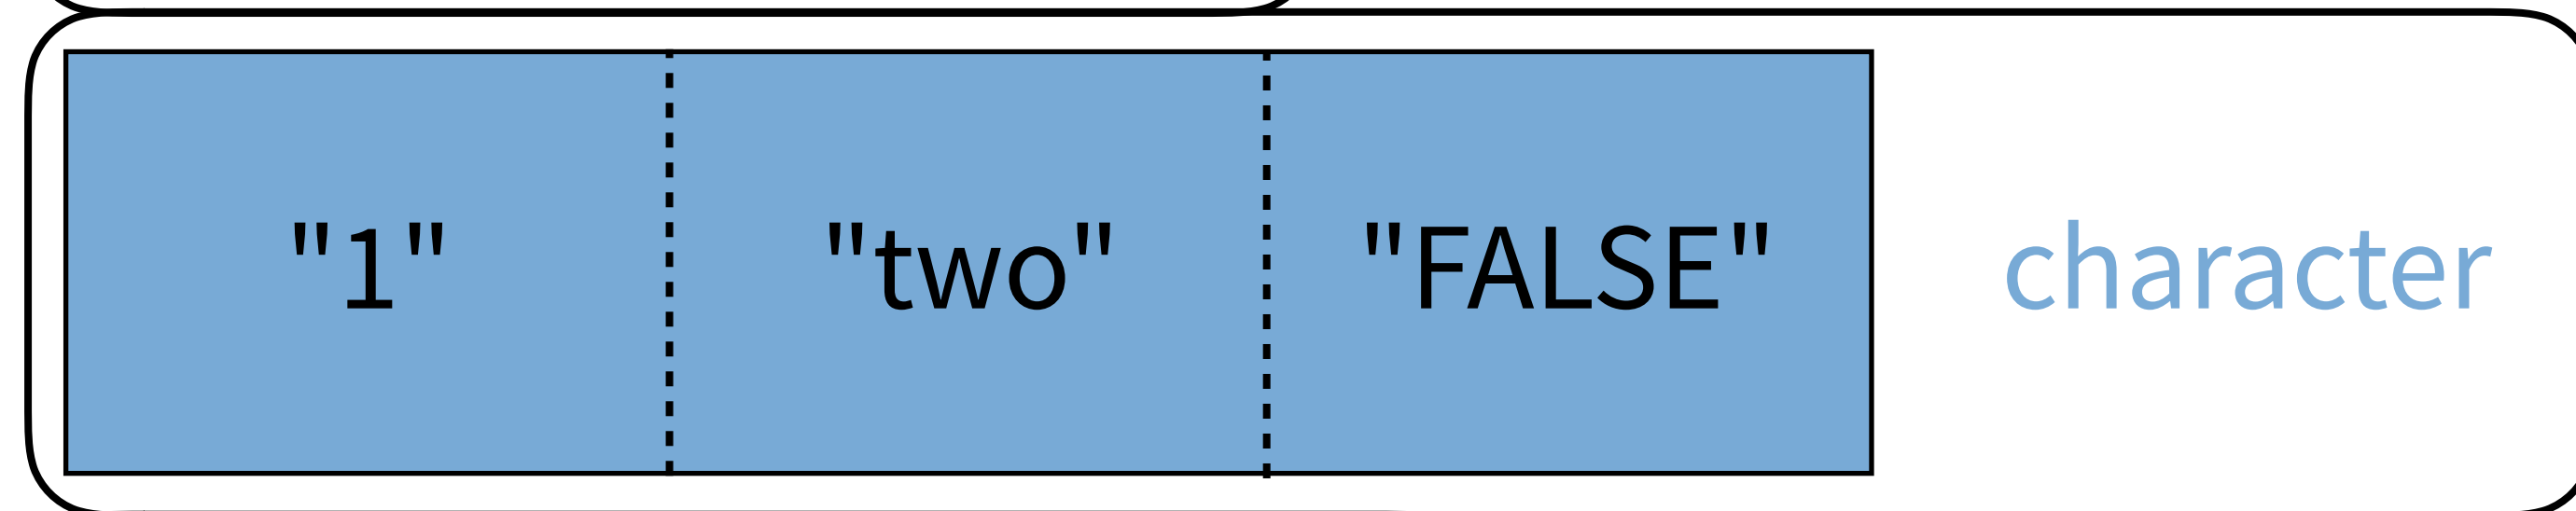 "1" "two" "FALSE" character